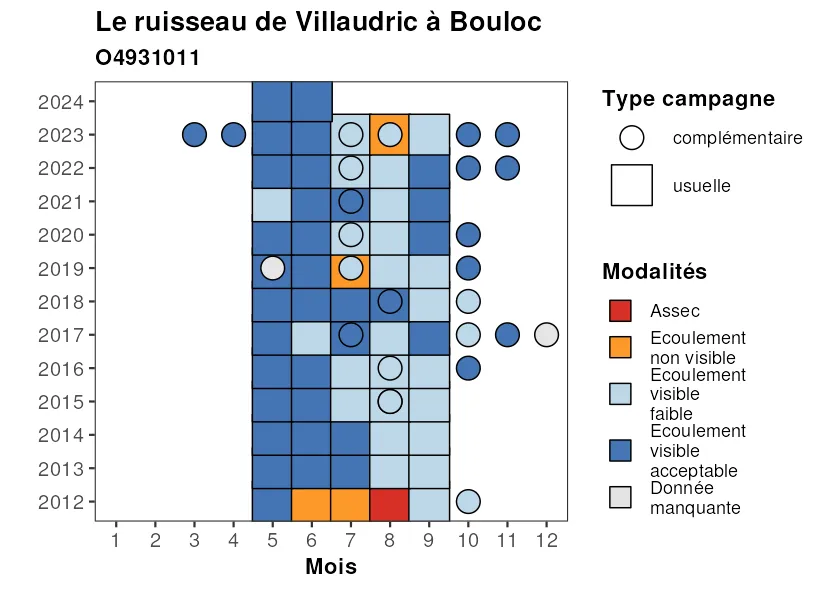 Le ruisseau de Villaudric à Bouloc
O4931011
2024
2023
2022
2021
2020
2019
2018
2017
2016
2015
2014
2013
2012
1 2 3 4 5 6 7 8 9 10 11 12
Mois
Type campagne
complémentaire
usuelle
Modalités
Assec
Ecoulement
non visible
Ecoulement
visible
faible
Ecoulement
visible
acceptable
Donnée
manquante